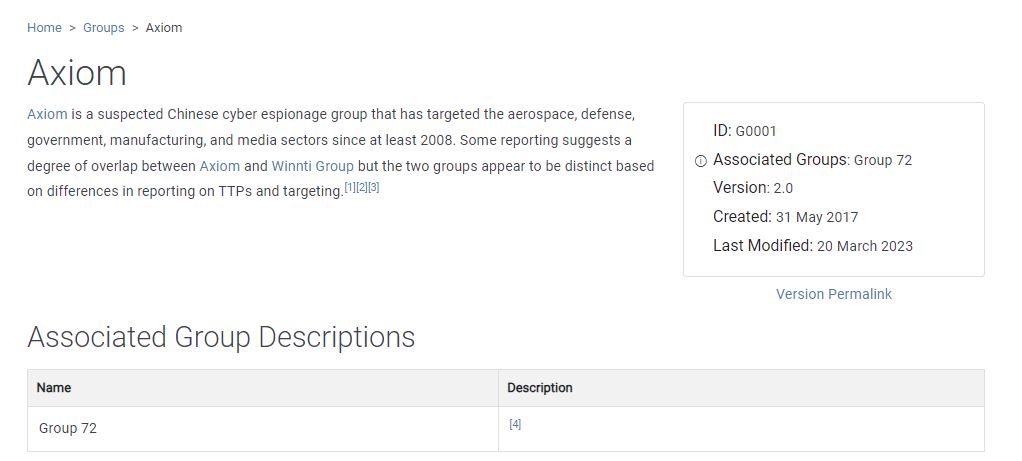 Home > Groups > Axiom
Axiom
Axiom is a suspected Chinese cyber espionage group that has targeted the aerospace, defense,
government, manufacturing, and media sectors since at least 2008. Some reporting suggests a
degree of overlap between Axiom and Winnti Group but the two groups appear to be distinct based
on differences in reporting on TTPs and targeting.[1][2][3]
ID: G0001
Associated Groups: Group 72
Version: 2.0
Created: 31 May 2017
Last Modified: 20 March 2023
Version Permalink
Associated Group Descriptions
Name Description
Group 72 [4]